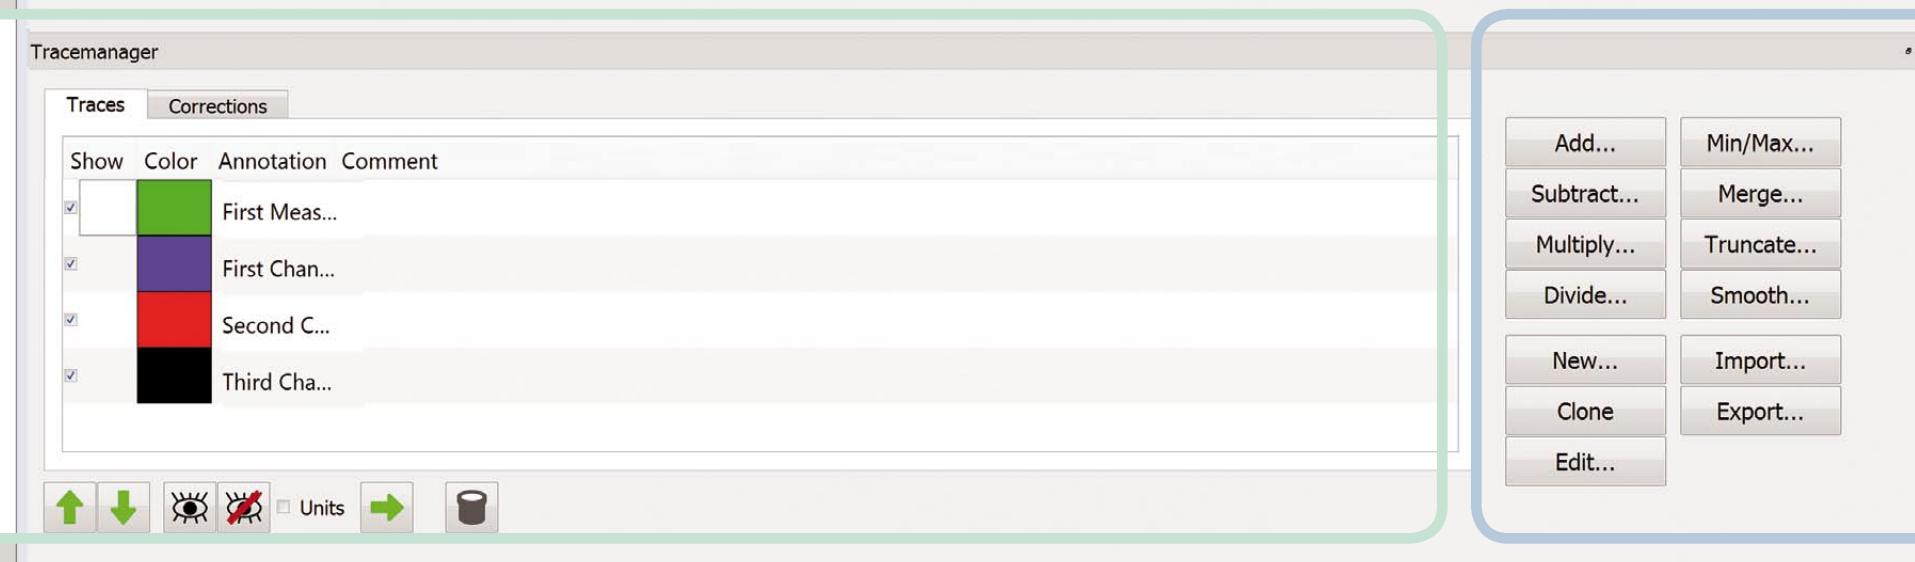 Tracemanager
Traces Corrections
Show Color Annotation Comment
First Meas...
First Chan...
Second C...
Third Cha...
Units
Add... Min/Max...
Subtract... Merge...
Multiply... Truncate...
Divide... Smooth...
New... Import...
Clone Export...
Edit...